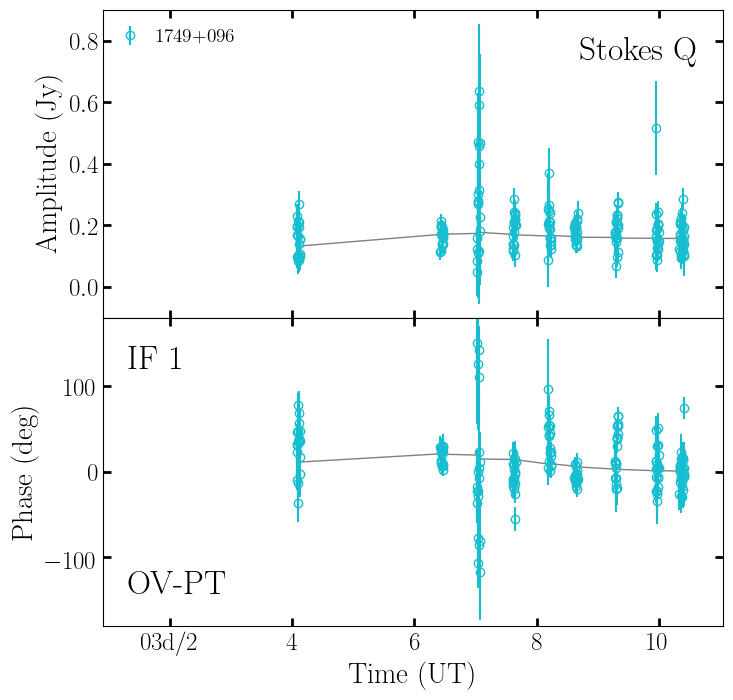 1749+096
Stokes Q
Amplitude (Jy)
0.8
0.6
0.4
0.2
0.0
IF 1
Phase (deg)
100
0
−100
OV-PT
03d/2 4 6 8 10
Time (UT)